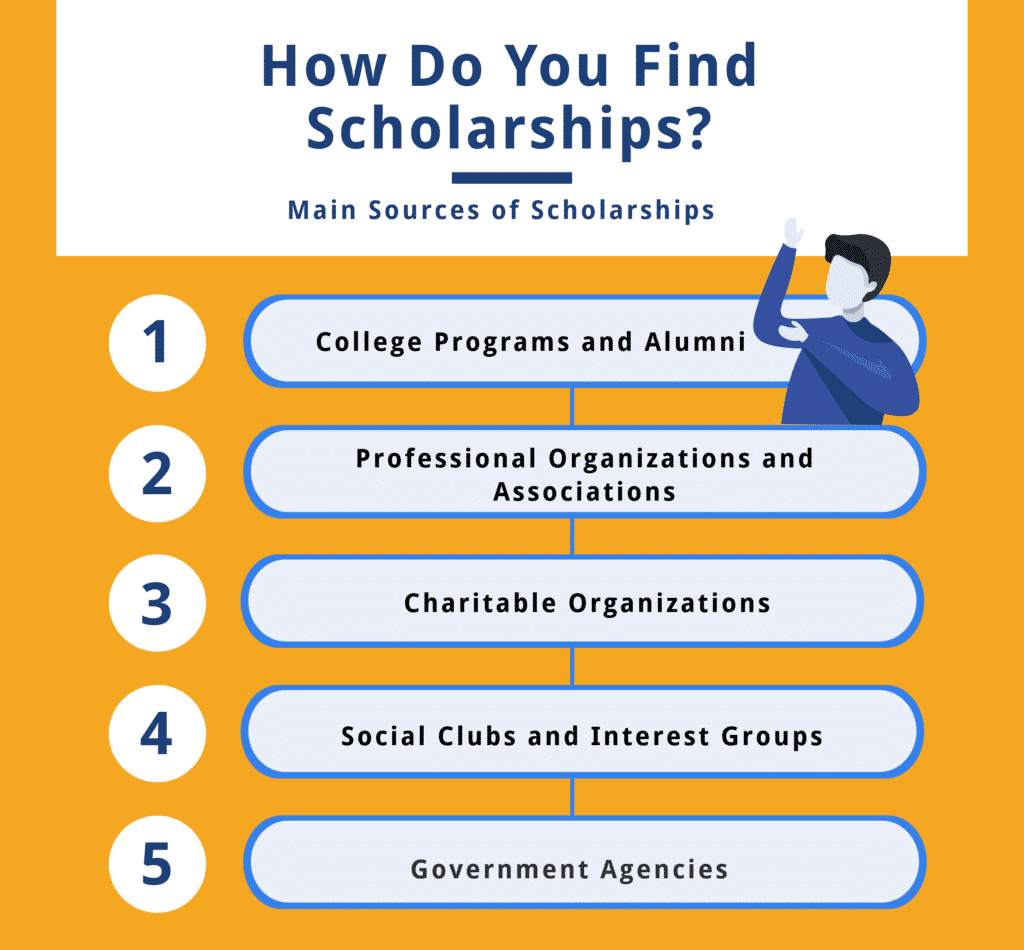 How Do You Find
Scholarships?
Main Sources of Scholarships
1
College Programs and Alumni
2
Professional Organizations and
Associations
3
Charitable Organizations
4
Social Clubs and Interest Groups
5
Government Agencies